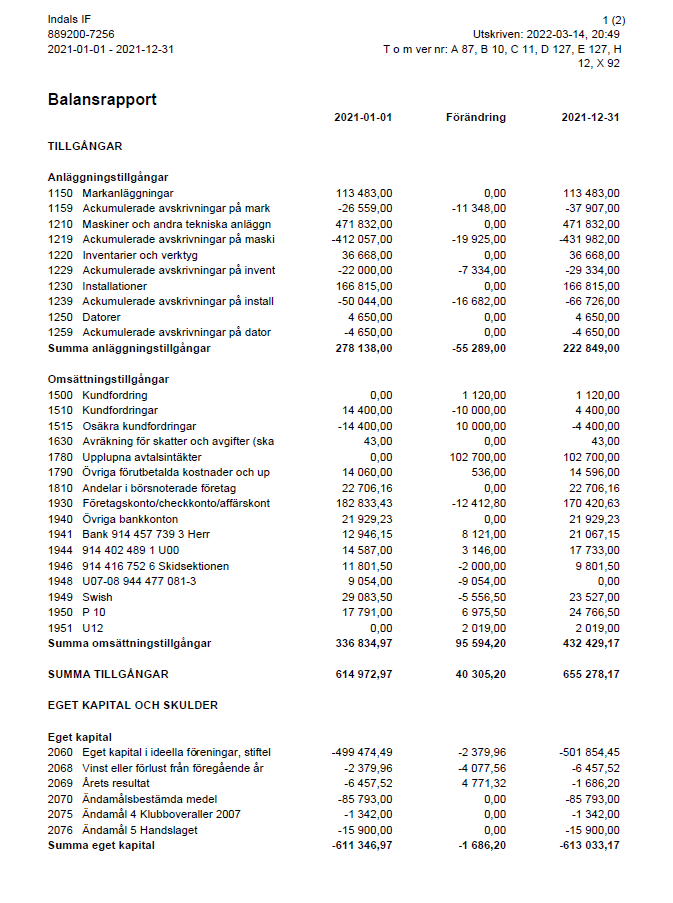 Indals IF 1 (2)
889200-7256 Utskriven: 2022-03-14, 20:49
2021-01-01 - 2021-12-31 T o m ver nr: A 87, B 10, C 11, D 127, E 127, H
12, X 92
Balansrapport
2021-01-01 Förändring 2021-12-31
TILLGÅNGAR
Anläggningstillgångar
1150 Markanläggningar 113 483,00 0,00 113 483,00
1159 Ackumulerade avskrivningar på mark -26 559,00 -11 348,00 -37 907,00
1210 Maskiner och andra tekniska anläggn 471 832,00 0,00 471 832,00
1219 Ackumulerade avskrivningar på maski -412 057,00 -19 925,00 -431 982,00
1220 Inventarier och verktyg 36 668,00 0,00 36 668,00
1229 Ackumulerade avskrivningar på invent -22 000,00 -7 334,00 -29 334,00
1230 Installationer 166 815,00 0,00 166 815,00
1239 Ackumulerade avskrivningar på install -50 044,00 -16 682,00 -66 726,00
1250 Datorer 4 650,00 0,00 4 650,00
1259 Ackumulerade avskrivningar på dator -4 650,00 0,00 -4 650,00
Summa anläggningstillgångar 278 138,00 -55 289,00 222 849,00
Omsättningstillgångar
1500 Kundfordring 0,00 1 120,00 1 120,00
1510 Kundfordringar 14 400,00 -10 000,00 4 400,00
1515 Osäkra kundfordringar -14 400,00 10 000,00 -4 400,00
1630 Avräkning för skatter och avgifter (ska 43,00 0,00 43,00
1780 Upplupna avtalsintäkter 0,00 102 700,00 102 700,00
1790 Övriga förutbetalda kostnader och up 14 060,00 536,00 14 596,00
1810 Andelar i börsnoterade företag 22 706,16 0,00 22 706,16
1930 Företagskonto/checkkonto/affärskont 182 833,43 -12 412,80 170 420,63
1940 Övriga bankkonton 21 929,23 0,00 21 929,23
1941 Bank 914 457 739 3 Herr 12 946,15 8 121,00 21 067,15
1944 914 402 489 1 U00 14 587,00 3 146,00 17 733,00
1946 914 416 752 6 Skidsektionen 11 801,50 -2 000,00 9 801,50
1948 U07-08 944 477 081-3 9 054,00 -9 054,00 0,00
1949 Swish 29 083,50 -5 556,50 23 527,00
1950 P 10 17 791,00 6 975,50 24 766,50
1951 U12 0,00 2 019,00 2 019,00
Summa omsättningstillgångar 336 834,97 95 594,20 432 429,17
SUMMA TILLGÅNGAR 614 972,97 40 305,20 655 278,17
EGET KAPITAL OCH SKULDER
Eget kapital
2060 Eget kapital i ideella föreningar, stiftel -499 474,49 -2 379,96 -501 854,45
2068 Vinst eller förlust från föregående år -2 379,96 -4 077,56 -6 457,52
2069 Årets resultat -6 457,52 4 771,32 -1 686,20
2070 Ändamålsbestämda medel -85 793,00 0,00 -85 793,00
2075 Ändamål 4 Klubboveraller 2007 -1 342,00 0,00 -1 342,00
2076 Ändamål 5 Handslaget -15 900,00 0,00 -15 900,00
Summa eget kapital -611 346,97 -1 686,20 -613 033,17